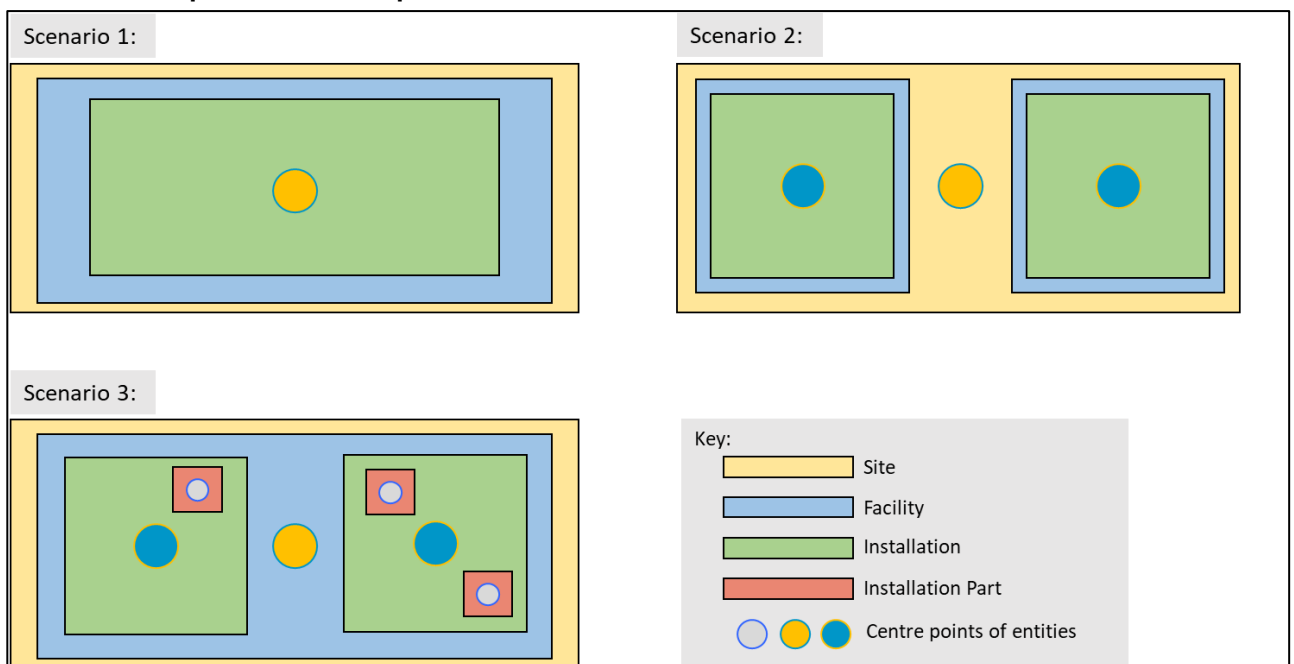 Scenario 1:
Scenario 2:
Scenario 3:
Key:
Site
Facility
Installation
Installation Part
Centre points of entities